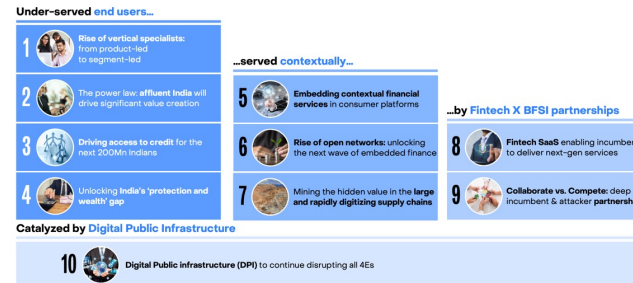 Under-served end users...
1
Rise of vertical specialists:
from product-led
to segment-led
2
The power law: affluent India will
drive significant value creation
3
Driving access to credit for the
next 200Mn Indians
4
Unlocking India's 'protection and
wealth' gap
...served contextually...
5
Embedding contextual financial
services in consumer platforms
6
Rise of open networks: unlocking
the next wave of embedded finance
7
Mining the hidden value in the large
and rapidly digitizing supply chains
...by Fintech X BFSI partnerships
8
Fintech SaaS enabling
to deliver next-gen services
9
Collaborate vs. Compete: deep
incumbent & attacker
Catalyzed by Digital Public Infrastructure
10
Digital Public infrastructure (DPI) to continue disrupting all 4Es